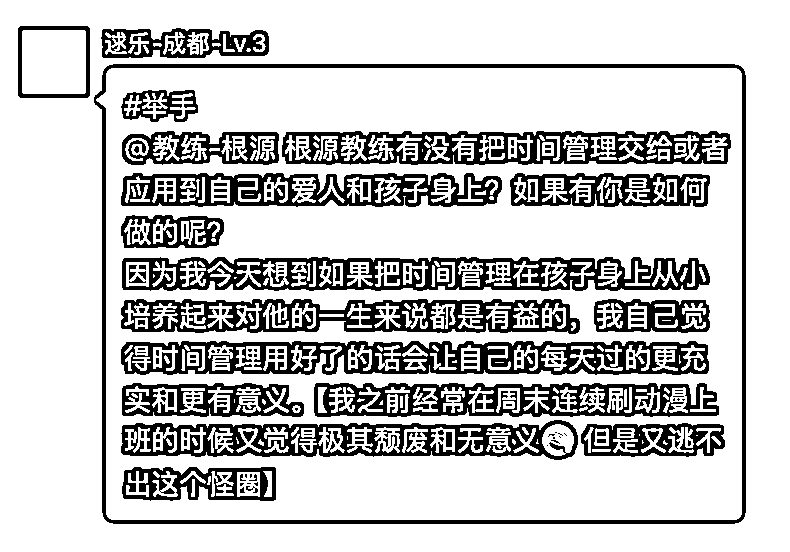 逑乐-成都-Lv.3
#举手
@教练-根源 根源教练有没有把时间管理交给或者
应用到自己的爱人和孩子身上？如果有你是如何
做的呢？
因为我今天想到如果把时间管理在孩子身上从小
培养起来对他的一生来说都是有益的，我自己觉
得时间管理用好了的话会让自己的每天过的更充
实和更有意义。【我之前经常在周末连续刷动漫上
班的时候又觉得极其颓废和无意义 但是又逃不
出这个怪圈】